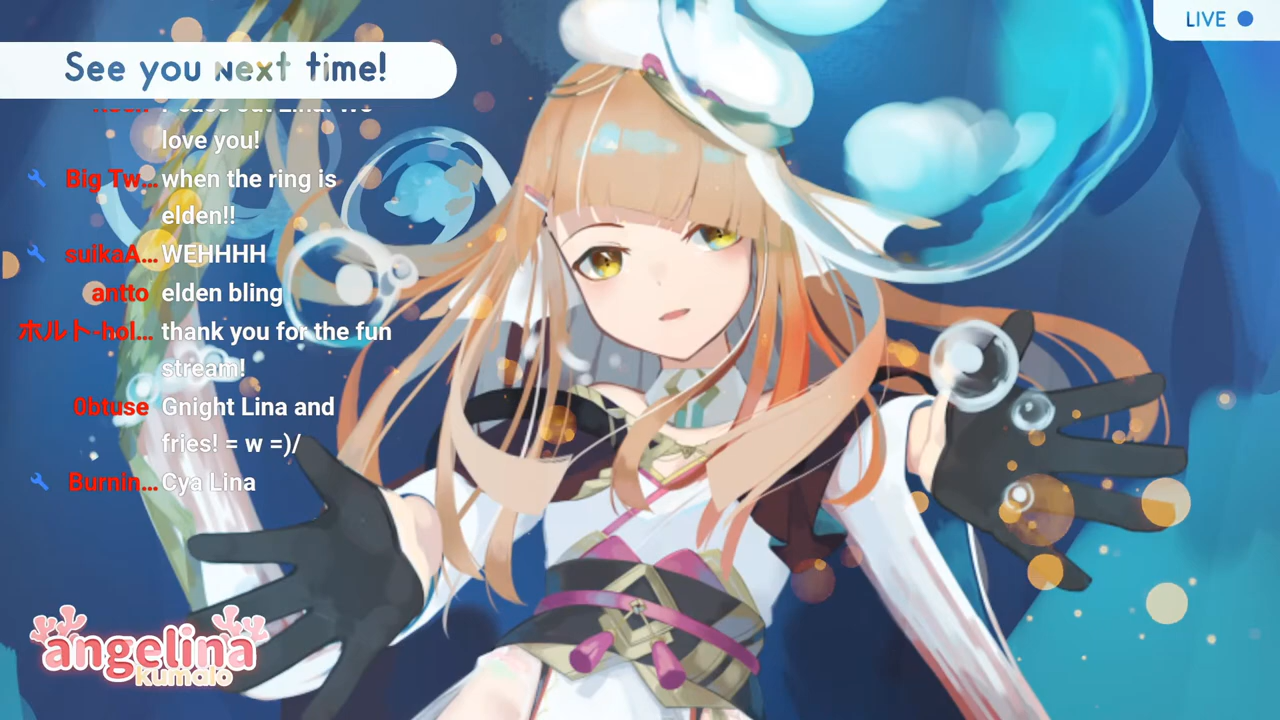 LIVE
See you next time!
love you!
Big Tw... when the ring is
elden!!
suikaA... WEHHHH
antto elden bling
ホルト-hol... thank you for the fun
stream!
0btuse Gnight Lina and
fries! = w =)/
Burnin... Cya Lina
angelina
kumalo